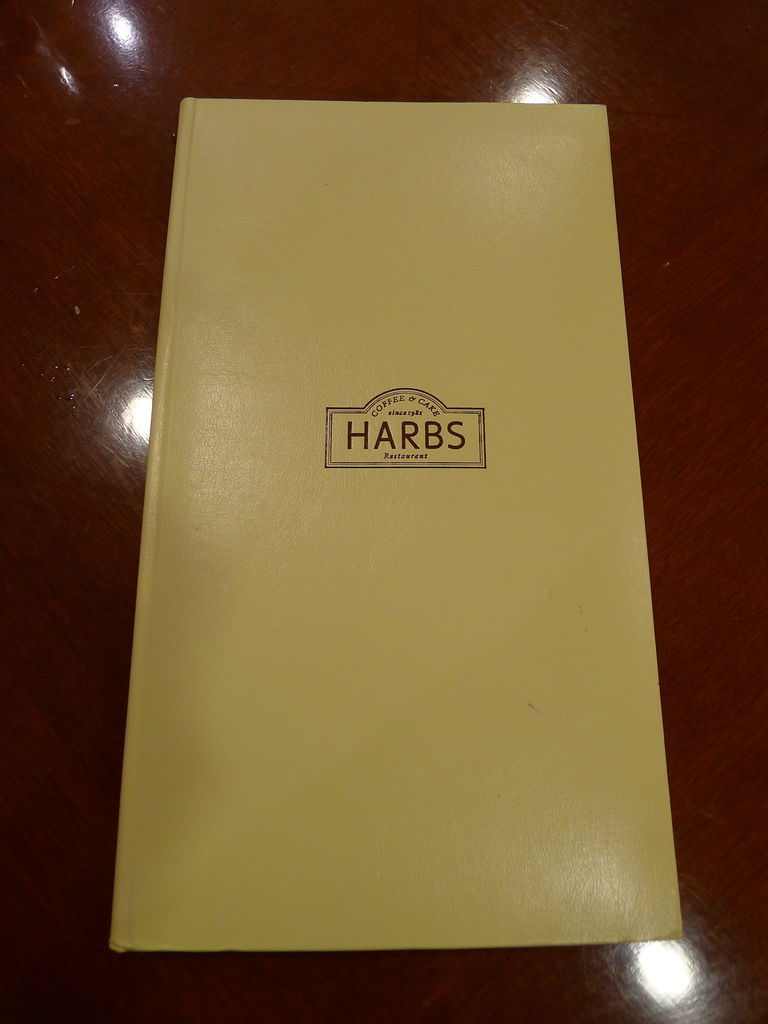 COFFEE & CAKE
since 1981
HARBS
Restaurant